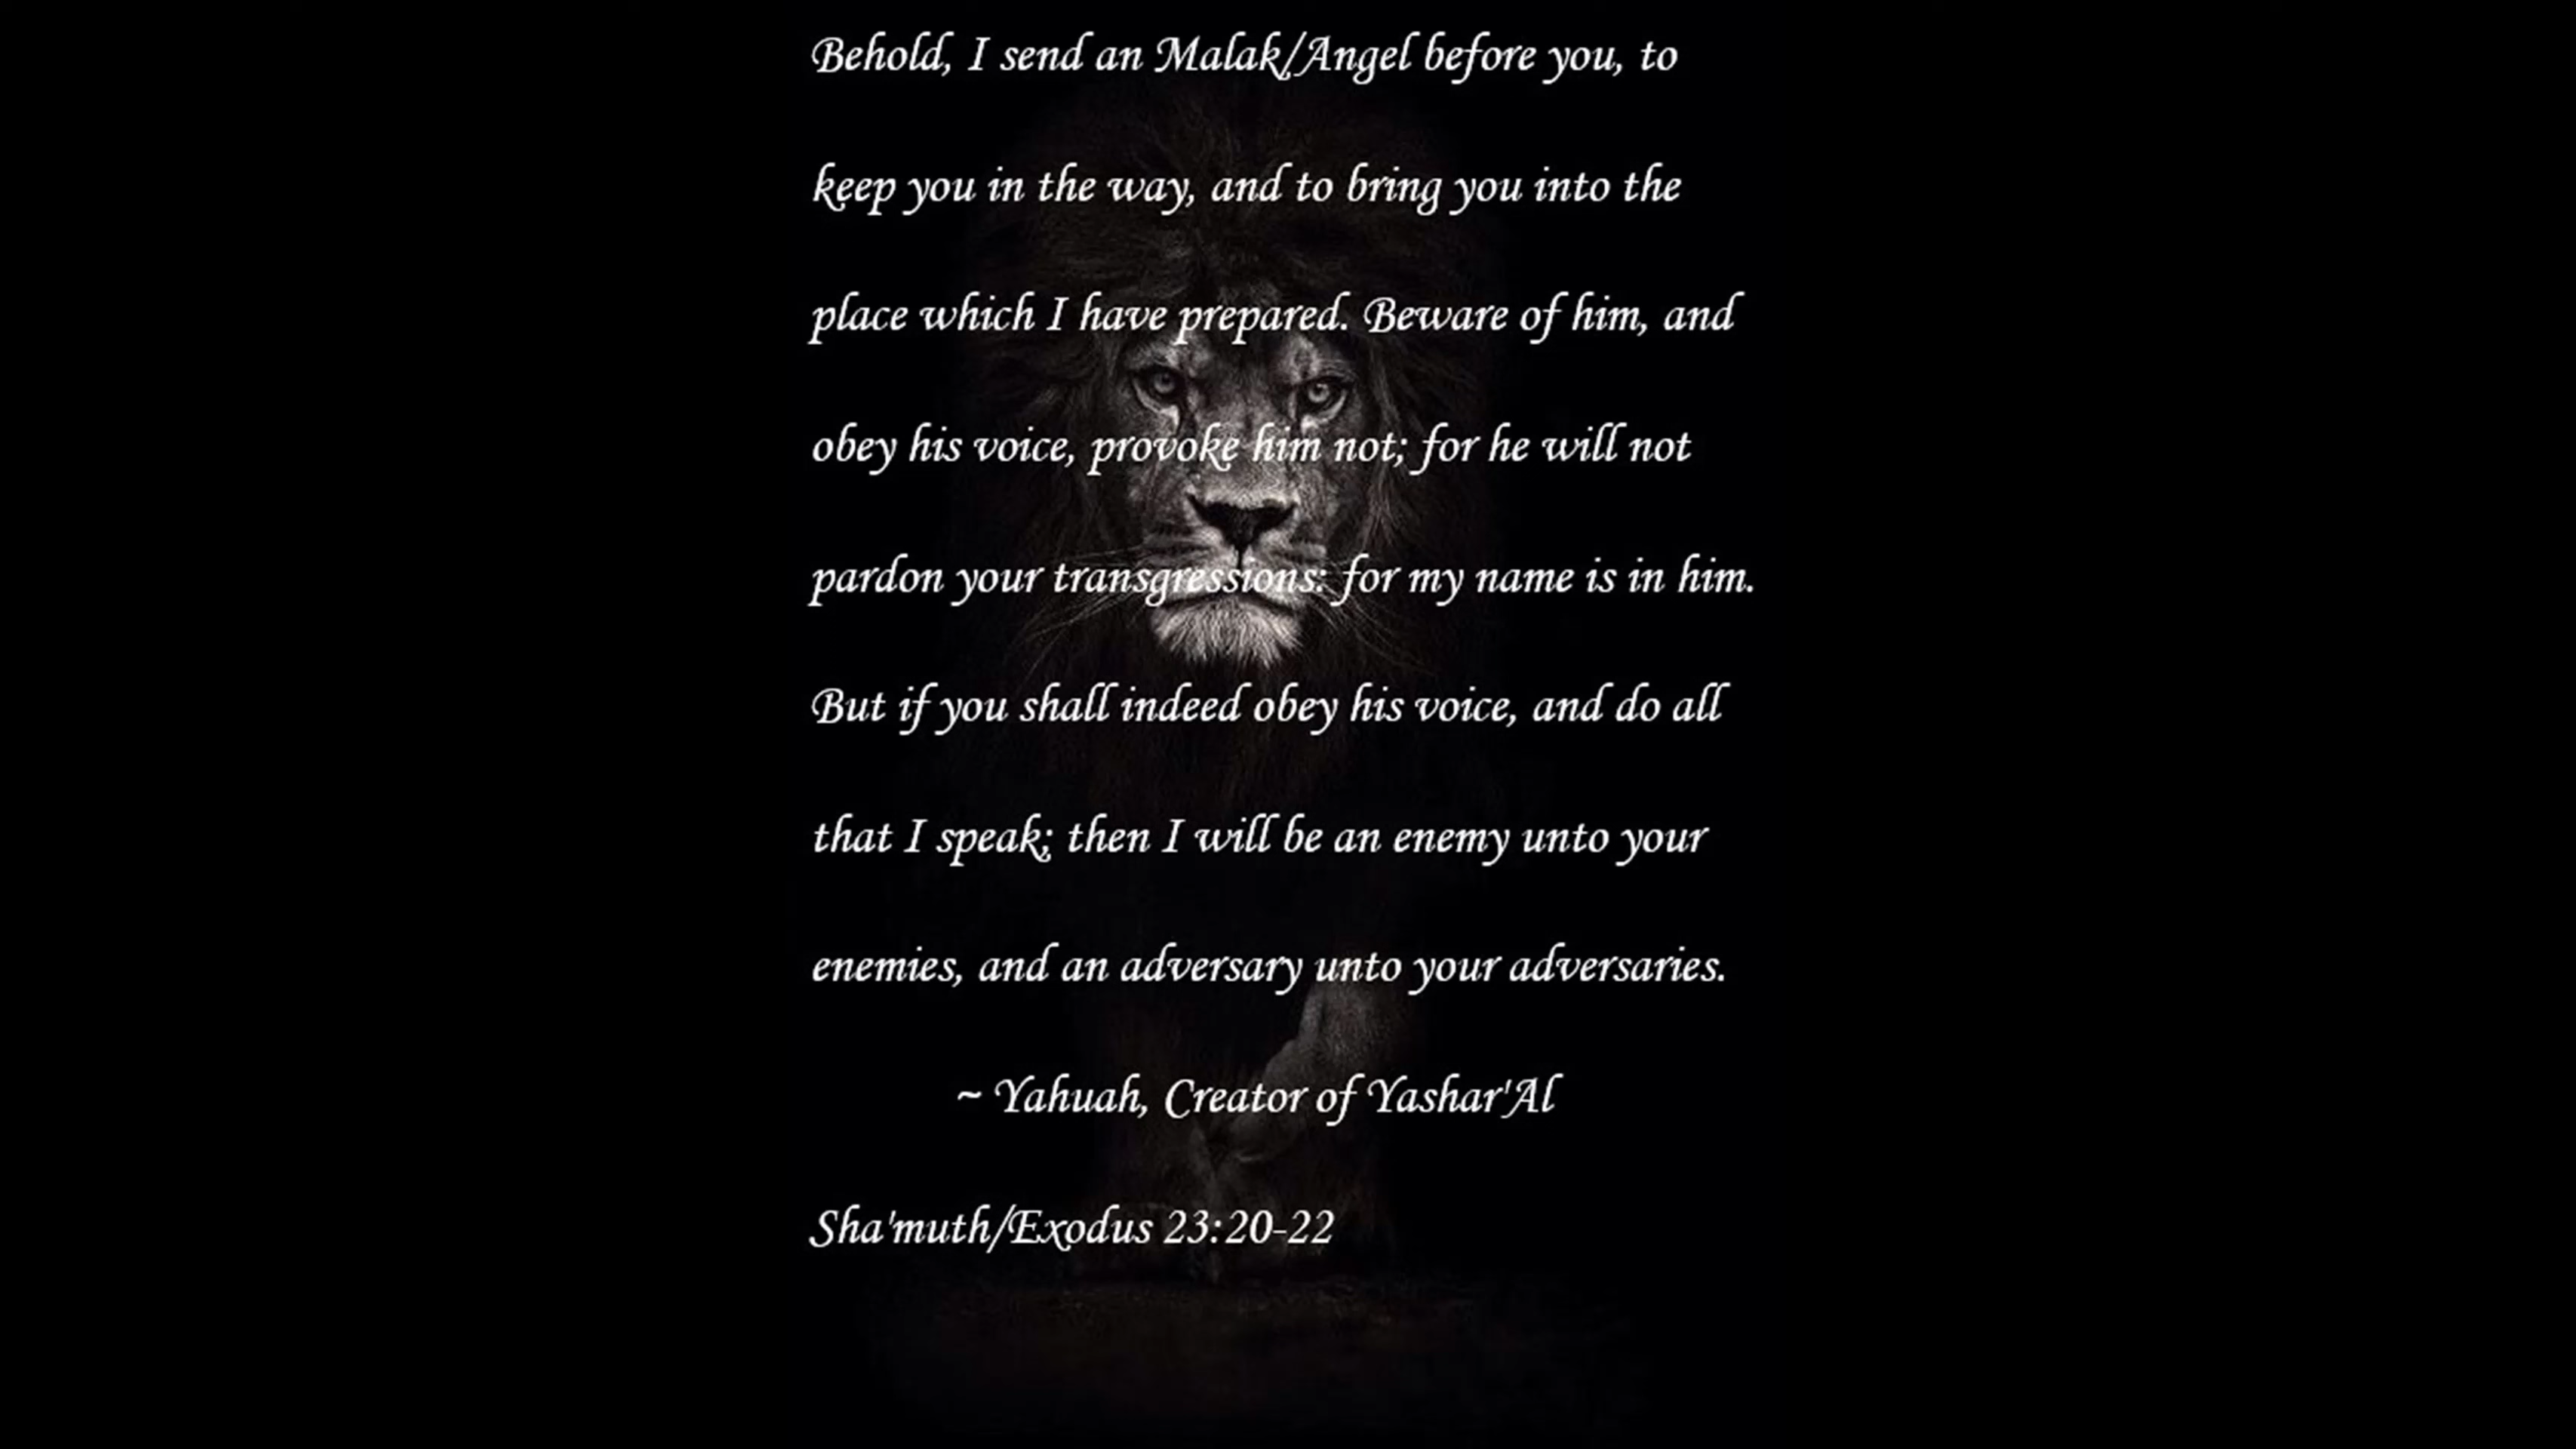 Behold, I send an Malak/Angel before you, to
keep you in the way, and to bring you into the
place which I have prepared. Beware of him, and
obey his voice, provoke him not; for he will not
pardon your transgressions: for my name is in him.
But if you shall indeed obey his voice, and do all
that I speak; then I will be an enemy unto your
enemies, and an adversary unto your adversaries.
~ Yahuah, Creator of Yashar'Al
Sha'muth/Exodus 23:20-22